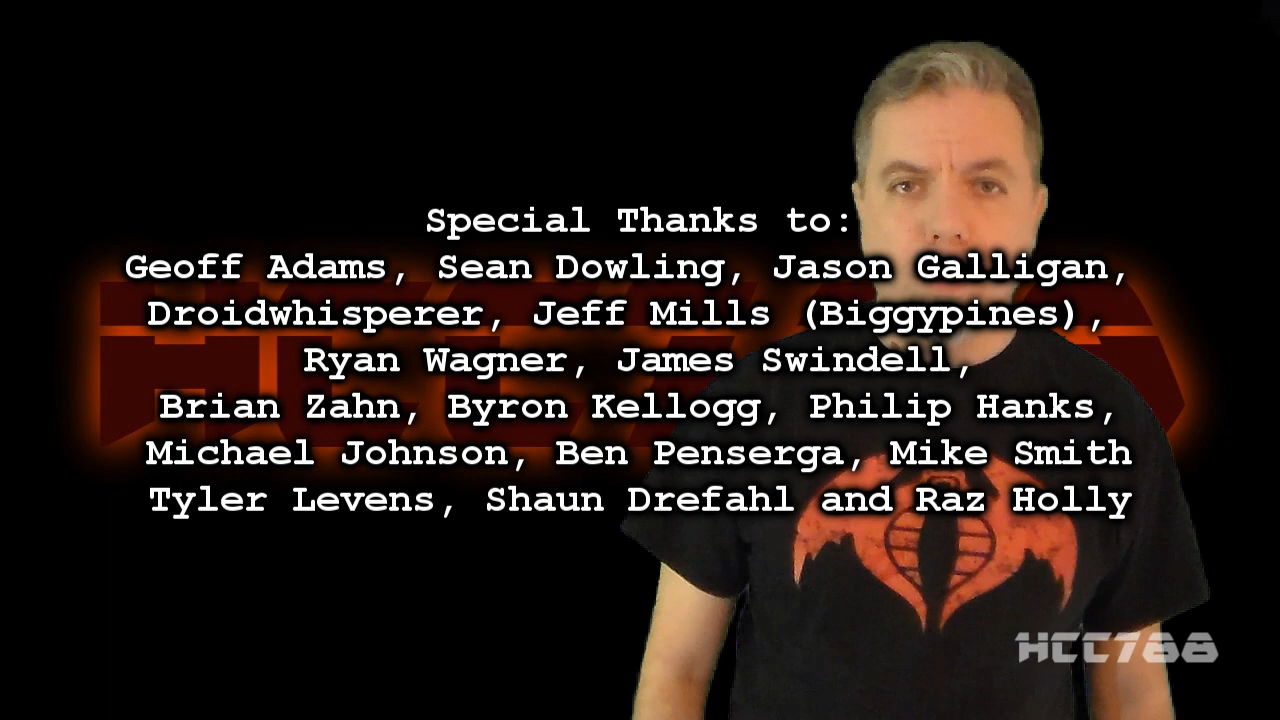 Special Thanks to:
Geoff Adams, Sean Dowling, Jason Galligan,
Droidwhisperer, Jeff Mills (Biggypines),
Ryan Wagner, James Swindell,
Brian Zahn, Byron Kellogg, Philip Hanks,
Michael Johnson, Ben Penserga, Mike Smith
Tyler Levens, Shaun Drefahl and Raz Holly
HCC788